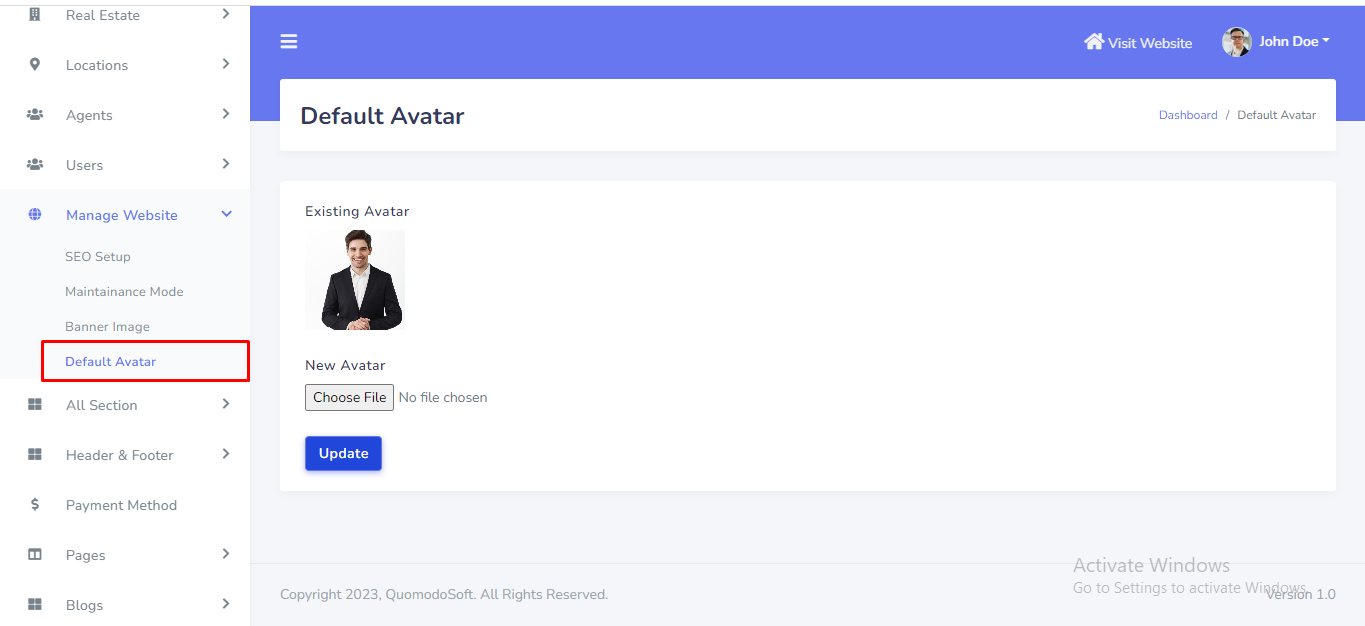 Real Estate
Locations
Agents
Users
Manage Website
SEO Setup
Maintainance Mode
Banner Image
Default Avatar
All Section
Header & Footer
Payment Method
Pages
Blogs
Visit Website
John Doe
Default Avatar
Dashboard / Default Avatar
Existing Avatar
New Avatar
Choose File No file chosen
Update
Activate Windows
Go to Settings to activate Windows.
Copyright 2023, QuomodoSoft. All Rights Reserved.
Version 1.0